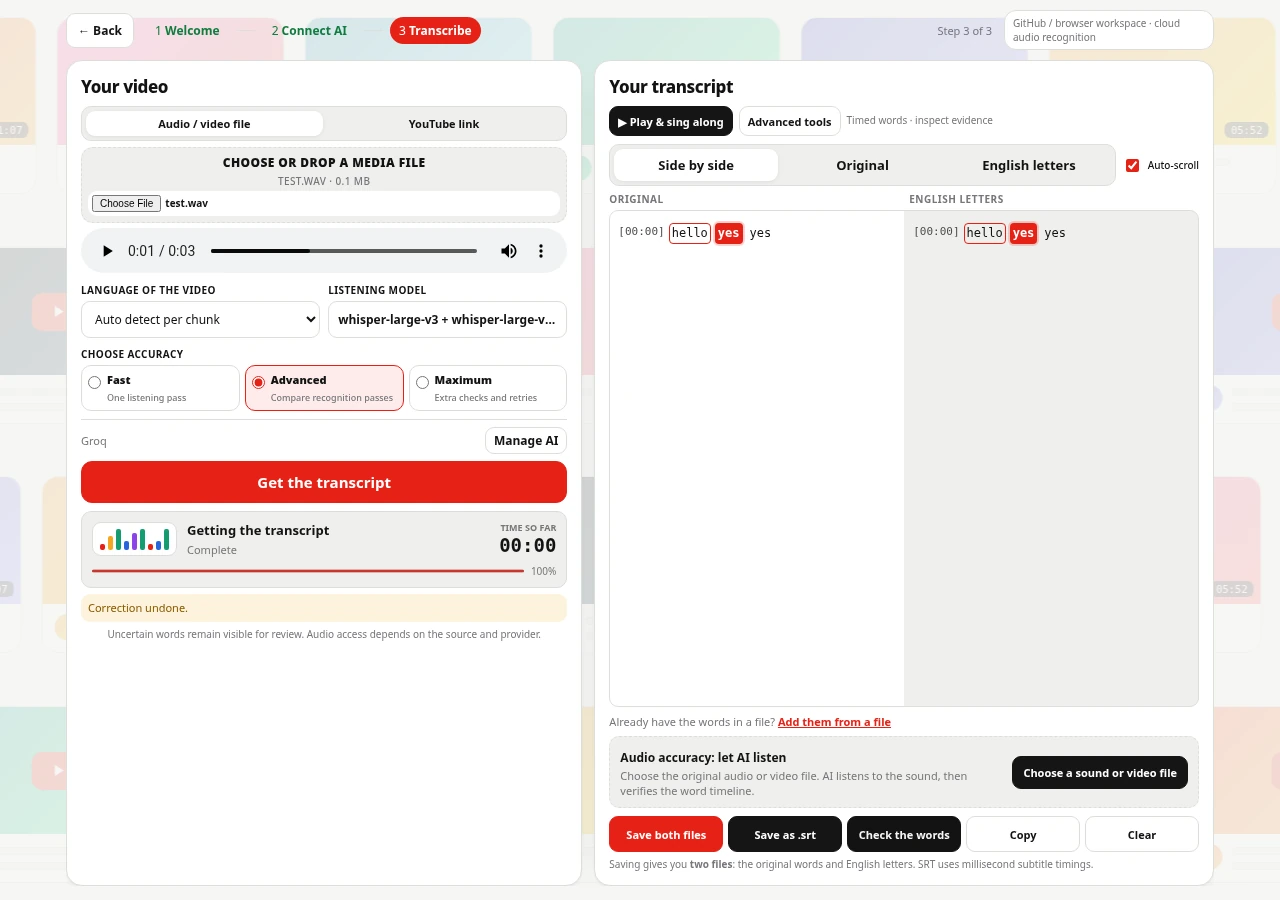 ← Back
1 Welcome
2 Connect AI
3 Transcribe
Step 3 of 3
GitHub / browser workspace · cloud
audio recognition
Your video
Audio / video file
YouTube link
CHOOSE OR DROP A MEDIA FILE
TEST.WAV · 0.1 MB
Choose File test.wav
0:01 / 0:03
LANGUAGE OF THE VIDEO
LISTENING MODEL
Auto detect per chunk
whisper-large-v3 + whisper-large-v...
CHOOSE ACCURACY
Fast
One listening pass
Advanced
Compare recognition passes
Maximum
Extra checks and retries
Groq
Manage AI
Get the transcript
Getting the transcript
Complete
TIME SO FAR
00:00
100%
Correction undone.
Uncertain words remain visible for review. Audio access depends on the source and provider.
Your transcript
▶ Play & sing along
Advanced tools
Timed words · inspect evidence
Side by side
Original
English letters
Auto-scroll
ORIGINAL
ENGLISH LETTERS
[00:00] hello yes yes
[00:00] hello yes yes
Already have the words in a file? Add them from a file
Audio accuracy: let AI listen
Choose the original audio or video file. AI listens to the sound, then
verifies the word timeline.
Choose a sound or video file
Save both files
Save as .srt
Check the words
Copy
Clear
Saving gives you two files: the original words and English letters. SRT uses millisecond subtitle timings.
05:52
05:52